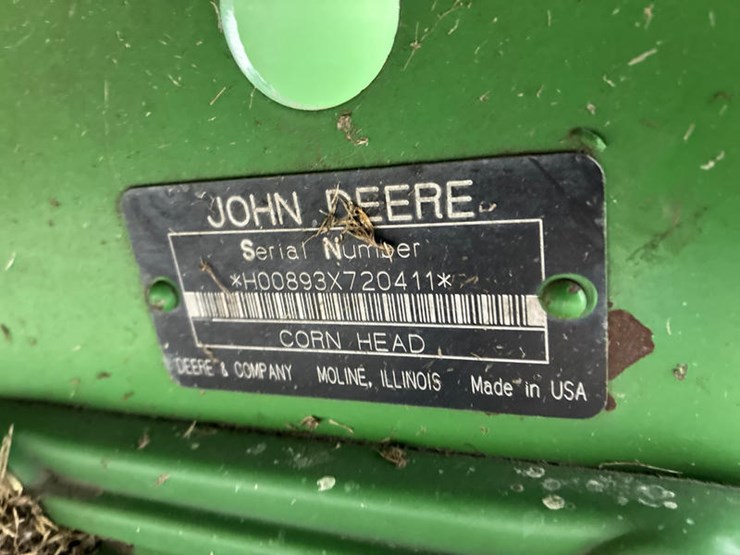 JOHN DEERE
Serial Number
*H00893X720411*
CORN HEAD
DEERE & COMPANY MOLINE, ILLINOIS Made in USA